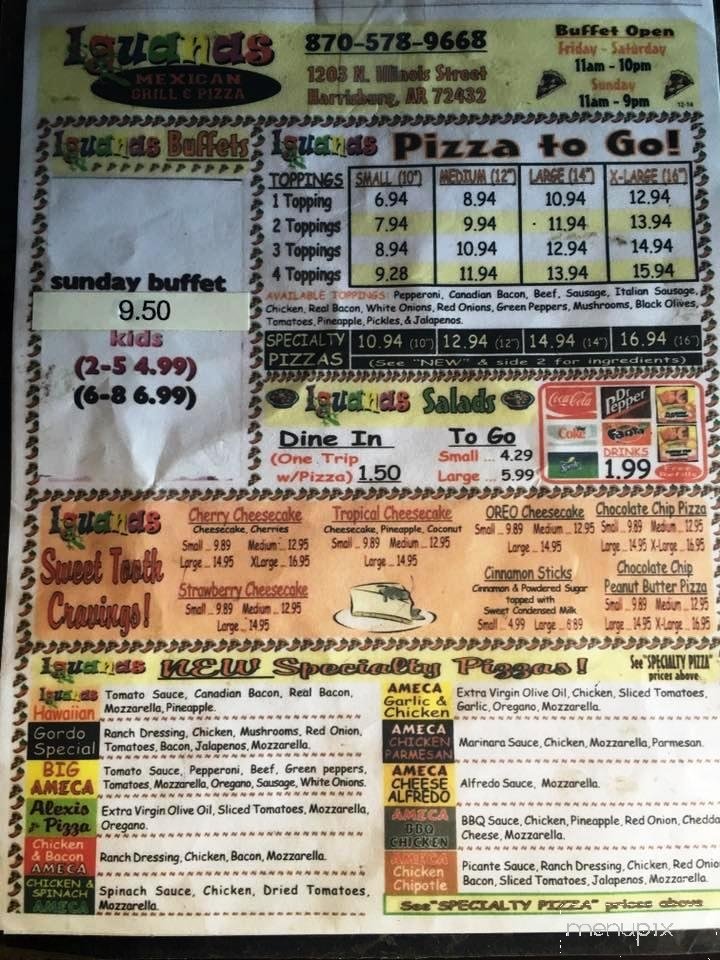 Iguanas
MEXICAN
GRILL & PIZZA
870-578-9668
1203 N. Illinois Street
Harrisburg, AR 72432
Buffet Open
Friday - Saturday
11am - 10pm
Sunday
11am - 9pm
12-14
Iguanas Buffets
sunday buffet
9.50
kids
(2-5 4.99)
(6-8 6.99)
Iguanas Pizza to Go!
TOPPINGS SMALL (10") MEDIUM (12") LARGE (14") X-LARGE (16")
1 Topping 6.94 8.94 10.94 12.94
2 Toppings 7.94 9.94 11.94 13.94
3 Toppings 8.94 10.94 12.94 14.94
4 Toppings 9.28 11.94 13.94 15.94
AVAILABLE TOPPINGS: Pepperoni, Canadian Bacon, Beef, Sausage, Italian Sausage,
Chicken, Real Bacon, White Onions, Red Onions, Green Peppers, Mushrooms, Black Olives,
Tomatoes, Pineapple, Pickles, & Jalapenos.
SPECIALTY PIZZAS 10.94 (10") 12.94 (12") 14.94 (14") 16.94 (16")
(See "NEW" & side 2 for ingredients)
Iguanas Salads
Dine In
(One Trip
w/Pizza) 1.50
To Go
Small ... 4.29
Large ... 5.99
Coca-Cola
Dr Pepper
Coke
Fanta
Sprite
DRINKS
1.99
Free Refills
Iguanas
Sweet Tooth
Cravings!
Cherry Cheesecake
Cheesecake, Cherries
Small .. 9.89 Medium .. 12.95
Large .. 14.95 XLarge .. 16.95
Strawberry Cheesecake
Small .. 9.89 Medium .. 12.95
Large .. 14.95
Tropical Cheesecake
Cheesecake, Pineapple, Coconut
Small .. 9.89 Medium .. 12.95
Large .. 14.95
OREO Cheesecake
Small .. 9.89 Medium .. 12.95
Large .. 14.95
Cinnamon Sticks
Cinnamon & Powdered Sugar
topped with
Sweet Condensed Milk
Small .. 4.99 Large .. 6.89
Chocolate Chip Pizza
Small .. 9.89 Medium .. 12.95
Large .. 14.95 X-Large .. 16.95
Chocolate Chip
Peanut Butter Pizza
Small .. 9.89 Medium .. 12.95
Large .. 14.95 X-Large .. 16.95
Iguanas NEW Specialty Pizzas!
See "SPECIALTY PIZZA"
prices above
Iguanas
Hawaiian
Tomato Sauce, Canadian Bacon, Real Bacon,
Mozzarella, Pineapple.
Gordo
Special
Ranch Dressing, Chicken, Mushrooms, Red Onion,
Tomatoes, Bacon, Jalapenos, Mozzarella.
BIG
AMECA
Tomato Sauce, Pepperoni, Beef, Green peppers,
Tomatoes, Mozzarella, Oregano, Sausage, White Onions.
Alexis
Jr Pizza
Extra Virgin Olive Oil, Sliced Tomatoes, Mozzarella,
Oregano.
Chicken
& Bacon
AMECA
Ranch Dressing, Chicken, Bacon, Mozzarella.
CHICKEN &
SPINACH
AMECA
Spinach Sauce, Chicken, Dried Tomatoes,
Mozzarella.
AMECA
Garlic &
Chicken
Extra Virgin Olive Oil, Chicken, Sliced Tomatoes,
Garlic, Oregano, Mozzarella.
AMECA
CHICKEN
PARMESAN
Marinara Sauce, Chicken, Mozzarella, Parmesan.
AMECA
CHEESE
ALFREDO
Alfredo Sauce, Mozzarella.
AMECA
BBQ
CHICKEN
BBQ Sauce, Chicken, Pineapple, Red Onion, Chedda
Cheese, Mozzarella.
AMECA
Chicken
Chipotle
Picante Sauce, Ranch Dressing, Chicken, Red Onio
Bacon, Sliced Tomatoes, Jalapenos, Mozzarella.
See "SPECIALTY PIZZA" prices above
menupix